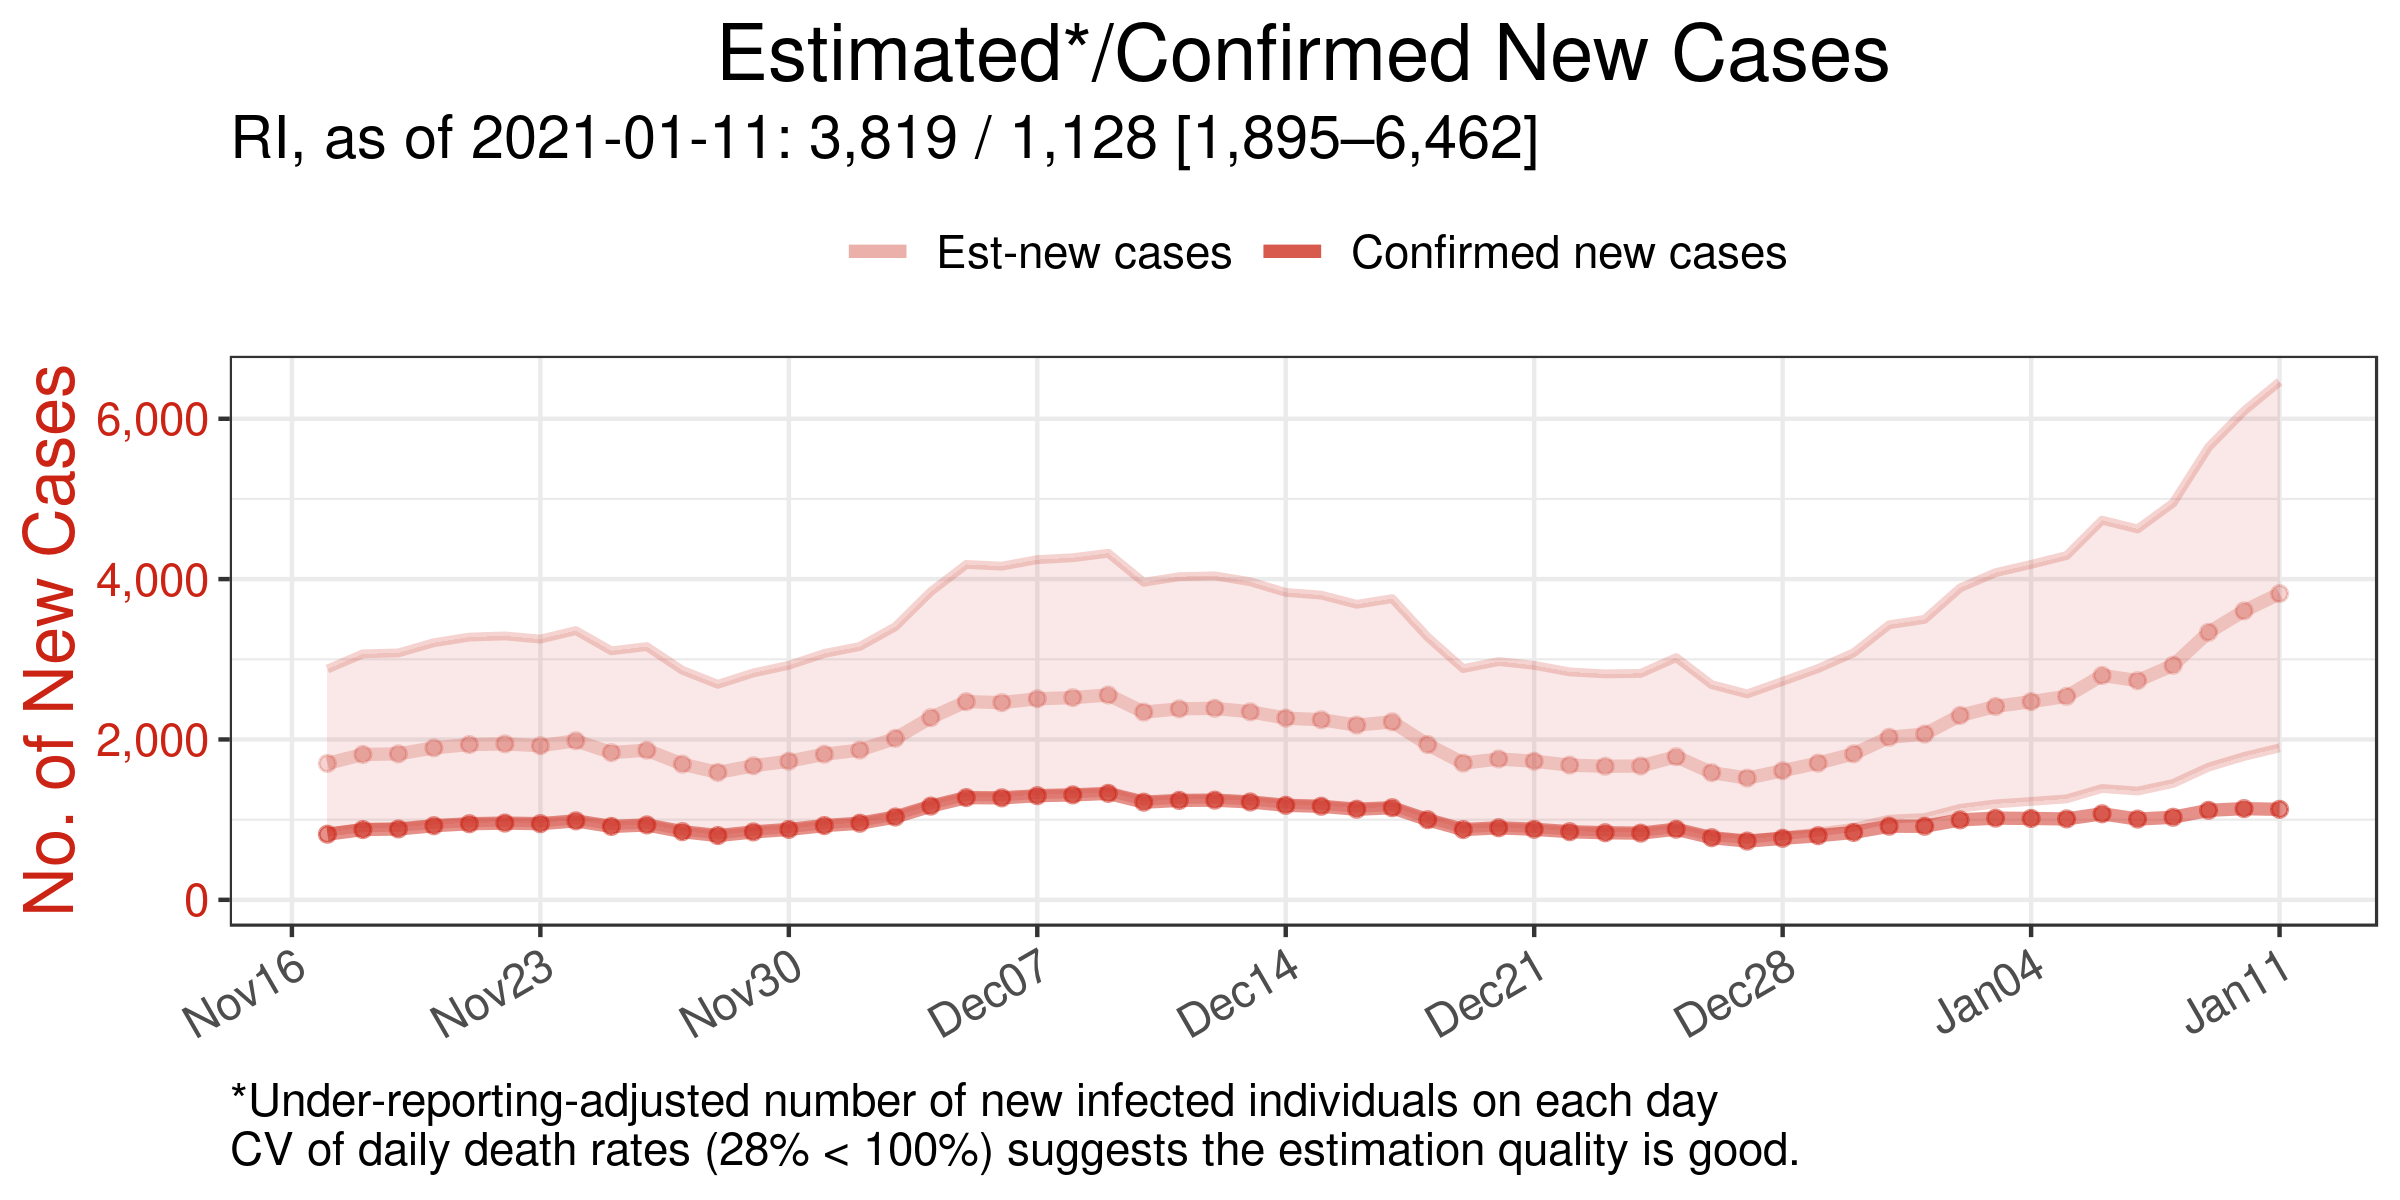 Estimated*/Confirmed New Cases
RI, as of 2021-01-11: 3,819 / 1,128 [1,895–6,462]
Est-new cases
Confirmed new cases
No. of New Cases
6,000
4,000
2,000
0
Nov16
Nov23
Nov30
Dec07
Dec14
Dec21
Dec28
Jan04
Jan11
*Under-reporting-adjusted number of new infected individuals on each day
CV of daily death rates (28% < 100%) suggests the estimation quality is good.